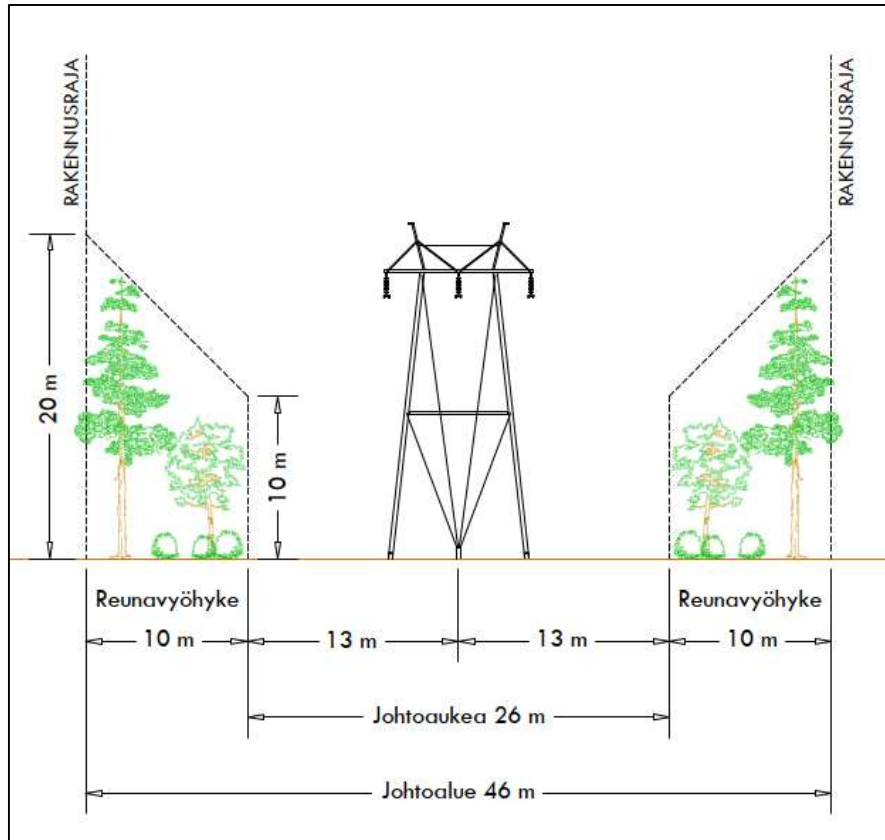 RAKENNUSRAJA
RAKENNUSRAJA
20 m
10 m
Reunavyöhyke
Reunavyöhyke
10 m
13 m
13 m
10 m
Johtoaukea 26 m
Johtoalue 46 m